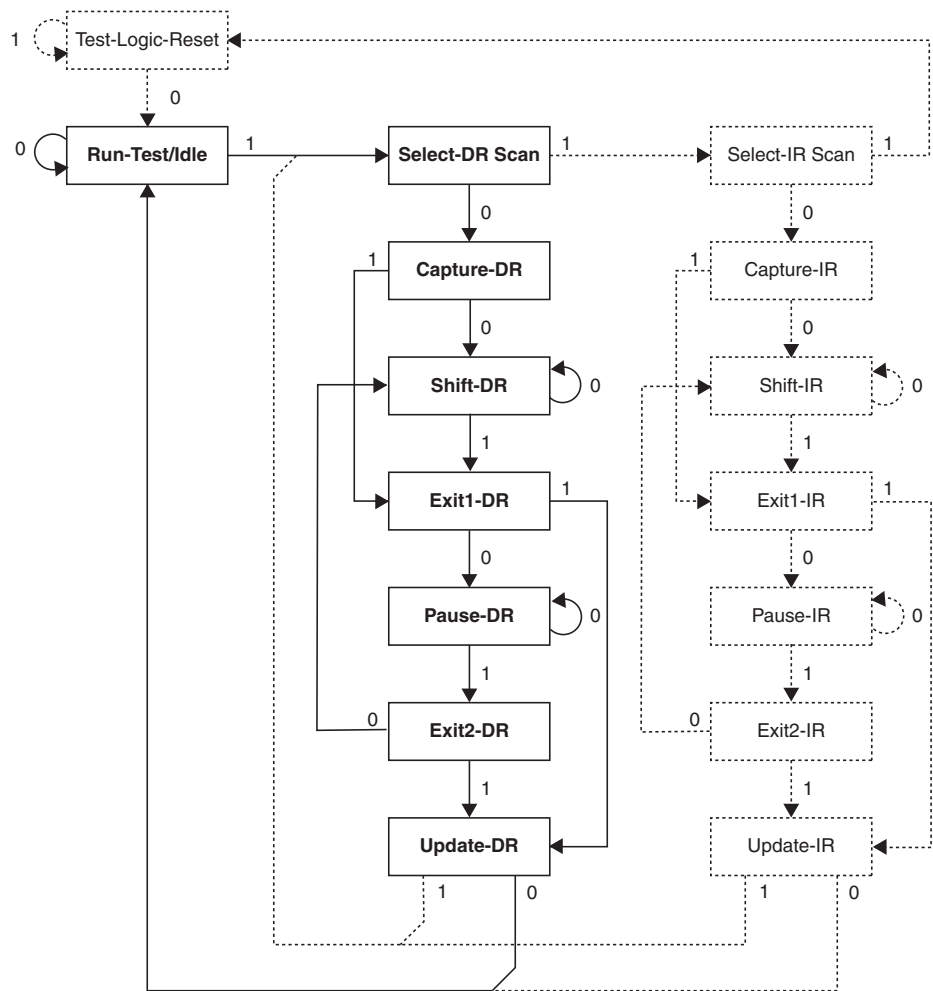 1
Test-Logic-Reset
0
0
Run-Test/Idle
1
Select-DR Scan
1
Select-IR Scan
1
0
0
1
Capture-DR
1
Capture-IR
0
0
Shift-DR
0
Shift-IR
0
1
1
Exit1-DR
1
Exit1-IR
1
0
0
Pause-DR
0
Pause-IR
0
1
1
0
Exit2-DR
0
Exit2-IR
1
1
Update-DR
Update-IR
1
0
1
0